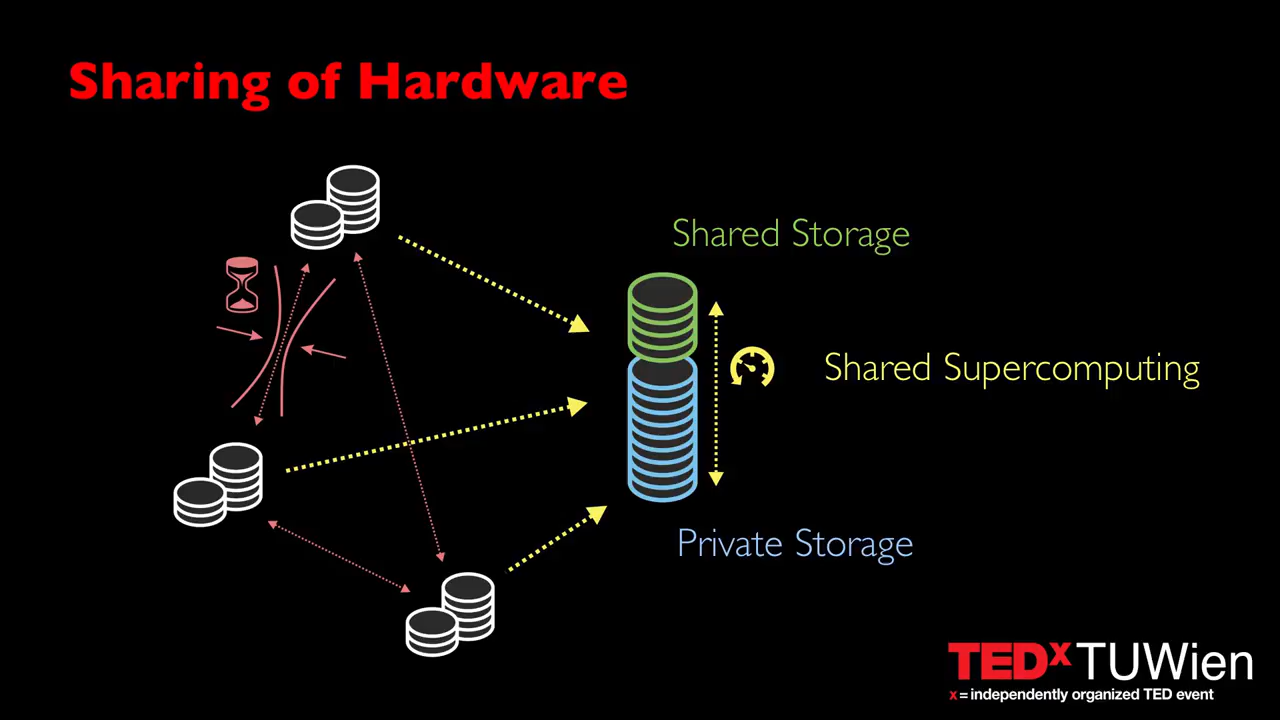 Sharing of Hardware
Shared Storage
Shared Supercomputing
Private Storage
TEDxTUWien
x = independently organized TED event